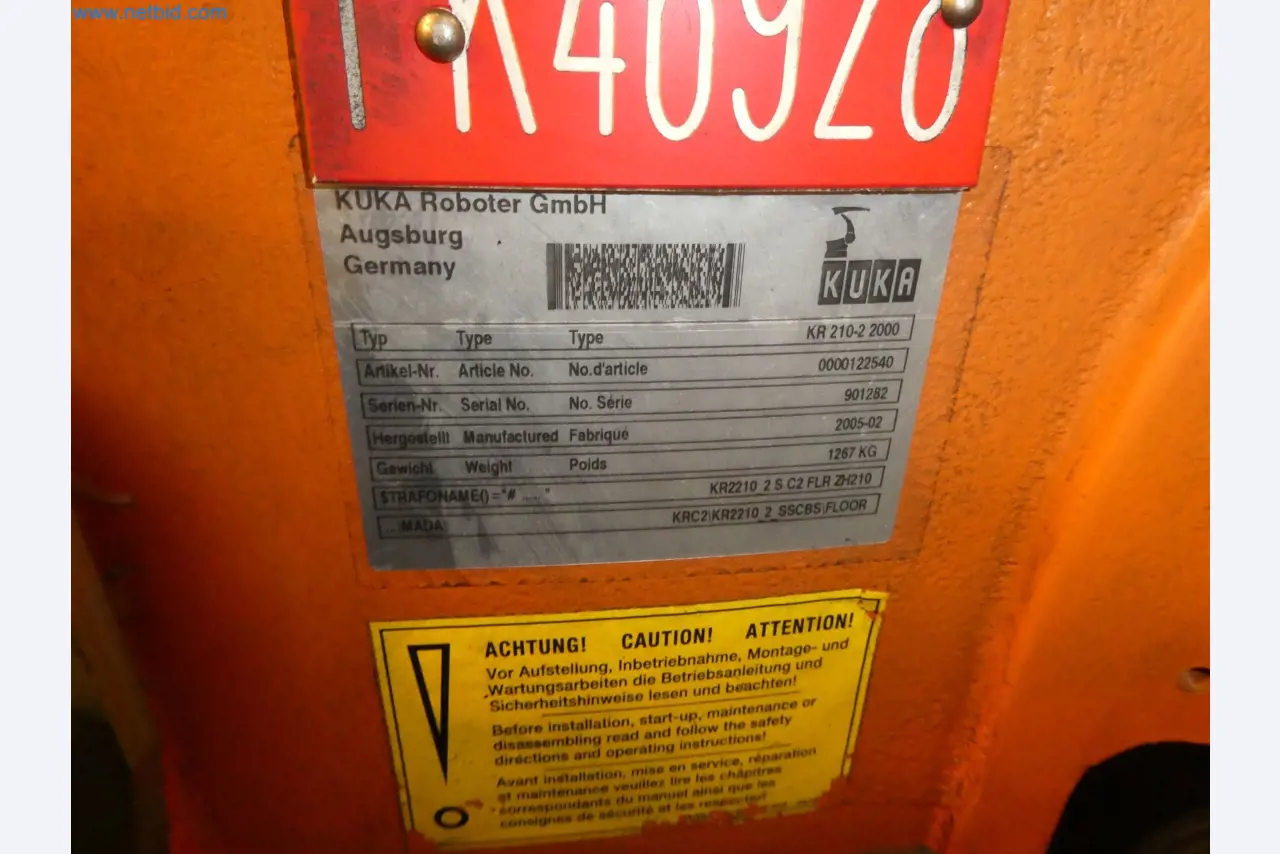 www.netbid.com
K40928
KUKA Roboter GmbH
Augsburg
Germany
KUKA
Typ Type Type KR 210-2 2000
Artikel-Nr. Article No. No.d'article 0000122540
Serien-Nr. Serial No. No. Série 901282
Hergestellt Manufactured Fabriqué 2005-02
Gewicht Weight Poids 1267 KG
$TRAFONAME()="# ......" KR2210_2 S C2 FLR ZH210
...\MADA\ KRC2\KR2210_2_SSCBS\FLOOR
ACHTUNG! CAUTION! ATTENTION!
Vor Aufstellung, Inbetriebnahme, Montage- und
Wartungsarbeiten die Betriebsanleitung und
Sicherheitshinweise lesen und beachten!
Before installation, start-up, maintenance or
disassembling read and follow the safety
directions and operating instructions!
Avant installation, mise en service, réparation
et maintenance veuillez lire les châpitres
correspondants du manuel ainsi que les
consignes de sécurité et les respecter!